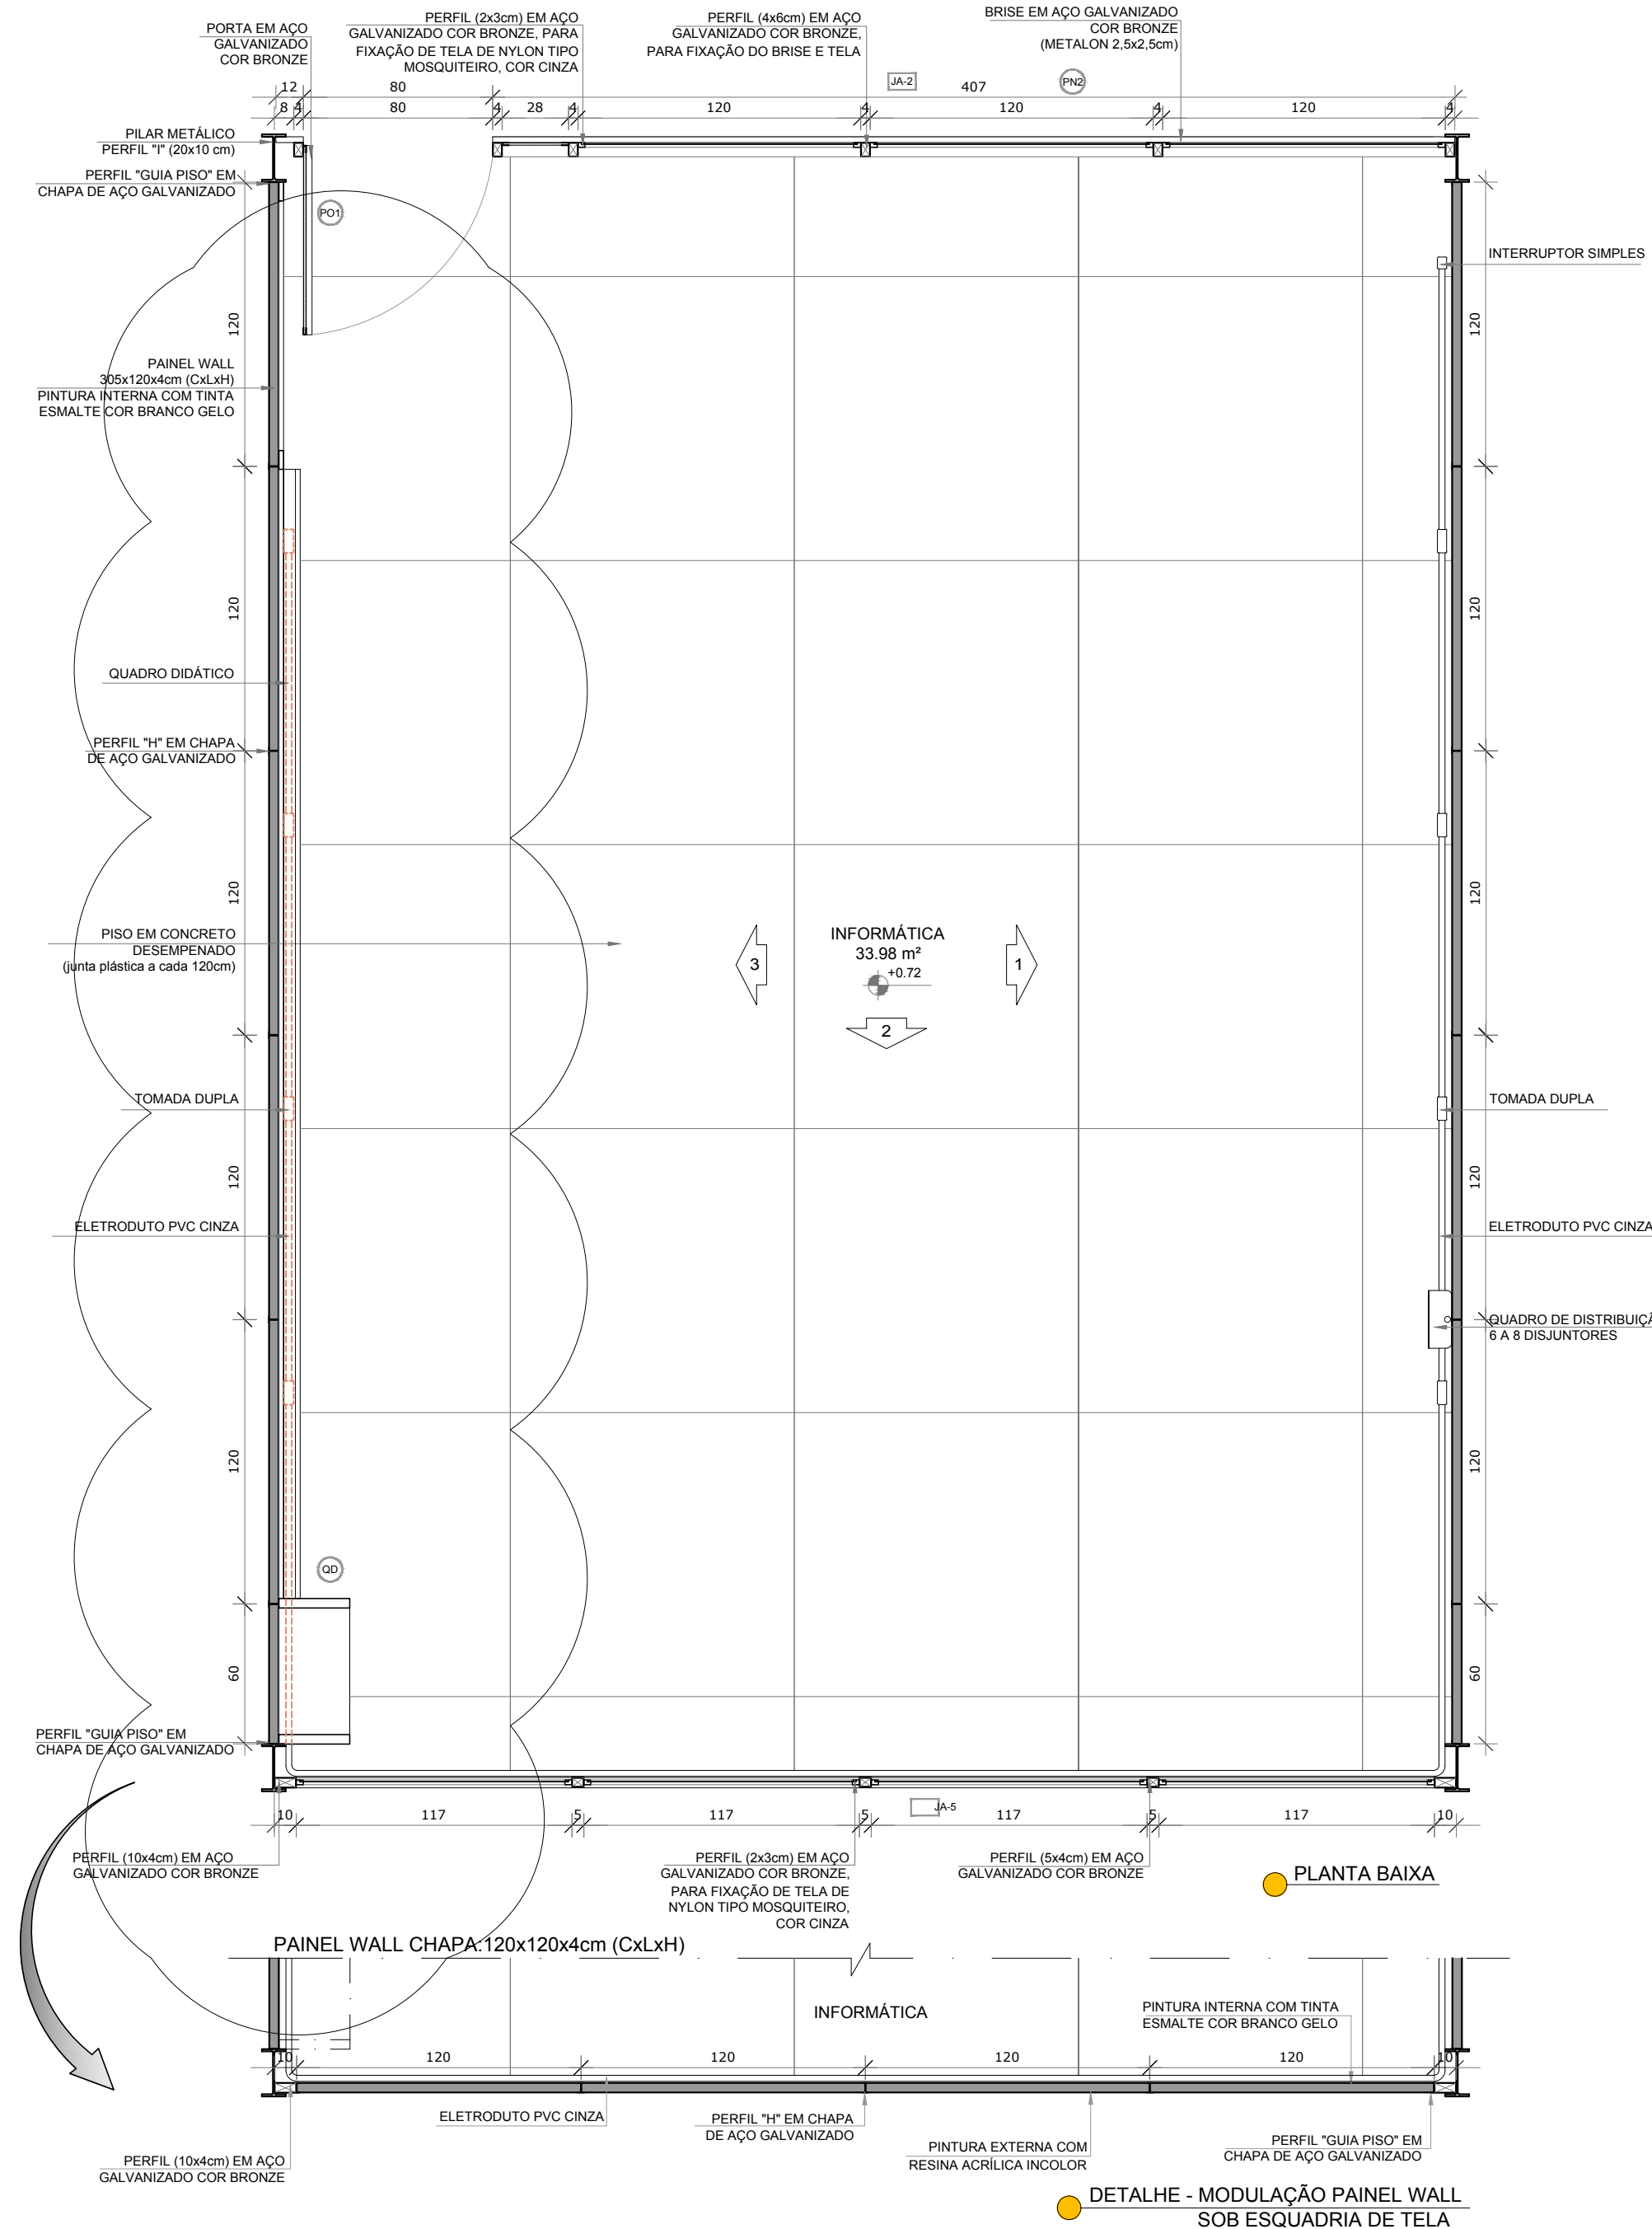 PORTA EM AÇO
GALVANIZADO
COR BRONZE
PERFIL (2x3cm) EM AÇO
GALVANIZADO COR BRONZE, PARA
FIXAÇÃO DE TELA DE NYLON TIPO
MOSQUITEIRO, COR CINZA
PERFIL (4x6cm) EM AÇO
GALVANIZADO COR BRONZE,
PARA FIXAÇÃO DO BRISE E TELA
BRISE EM AÇO GALVANIZADO
COR BRONZE
(METALON 2,5x2,5cm)
JA-2
PN2
12
80
407
8
4
80
4
28
4
120
4
120
4
120
4
PILAR METÁLICO
PERFIL "I" (20x10 cm)
PERFIL "GUIA PISO" EM
CHAPA DE AÇO GALVANIZADO
PO1
INTERRUPTOR SIMPLES
120
120
PAINEL WALL
305x120x4cm (CxLxH)
PINTURA INTERNA COM TINTA
ESMALTE COR BRANCO GELO
120
120
QUADRO DIDÁTICO
PERFIL "H" EM CHAPA
DE AÇO GALVANIZADO
120
120
PISO EM CONCRETO
DESEMPENADO
(junta plástica a cada 120cm)
INFORMÁTICA
33.98 m²
+0.72
3
1
2
TOMADA DUPLA
TOMADA DUPLA
120
120
ELETRODUTO PVC CINZA
ELETRODUTO PVC CINZA
QUADRO DE DISTRIBUIÇÃ
6 A 8 DISJUNTORES
120
120
QD
60
60
PERFIL "GUIA PISO" EM
CHAPA DE AÇO GALVANIZADO
JA-5
10
117
5
117
5
117
5
117
10
PERFIL (10x4cm) EM AÇO
GALVANIZADO COR BRONZE
PERFIL (2x3cm) EM AÇO
GALVANIZADO COR BRONZE,
PARA FIXAÇÃO DE TELA DE
NYLON TIPO MOSQUITEIRO,
COR CINZA
PERFIL (5x4cm) EM AÇO
GALVANIZADO COR BRONZE
PLANTA BAIXA
PAINEL WALL CHAPA:120x120x4cm (CxLxH)
INFORMÁTICA
PINTURA INTERNA COM TINTA
ESMALTE COR BRANCO GELO
10
120
120
120
120
10
ELETRODUTO PVC CINZA
PERFIL "H" EM CHAPA
DE AÇO GALVANIZADO
PINTURA EXTERNA COM
RESINA ACRÍLICA INCOLOR
PERFIL "GUIA PISO" EM
CHAPA DE AÇO GALVANIZADO
PERFIL (10x4cm) EM AÇO
GALVANIZADO COR BRONZE
DETALHE - MODULAÇÃO PAINEL WALL
SOB ESQUADRIA DE TELA